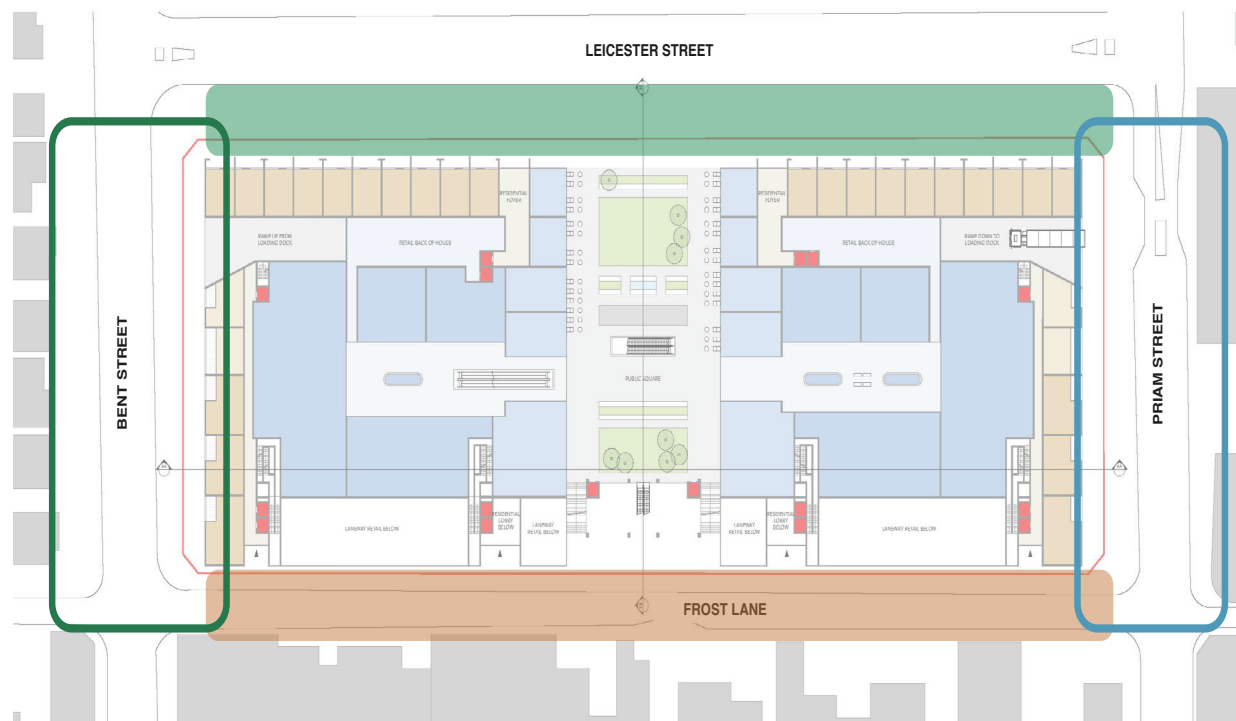 LEICESTER STREET
RESIDENTIAL
FOYER
RESIDENTIAL
FOYER
RAMP UP FROM
LOADING DOCK
RETAIL BACK OF HOUSE
RETAIL BACK OF HOUSE
RAMP DOWN TO
LOADING DOCK
BENT STREET
PUBLIC SQUARE
PRIAM STREET
LANEWAY RETAIL BELOW
RESIDENTIAL
LOBBY
BELOW
LANEWAY
RETAIL BELOW
LANEWAY
RETAIL BELOW
RESIDENTIAL
LOBBY
BELOW
LANEWAY RETAIL BELOW
FROST LANE